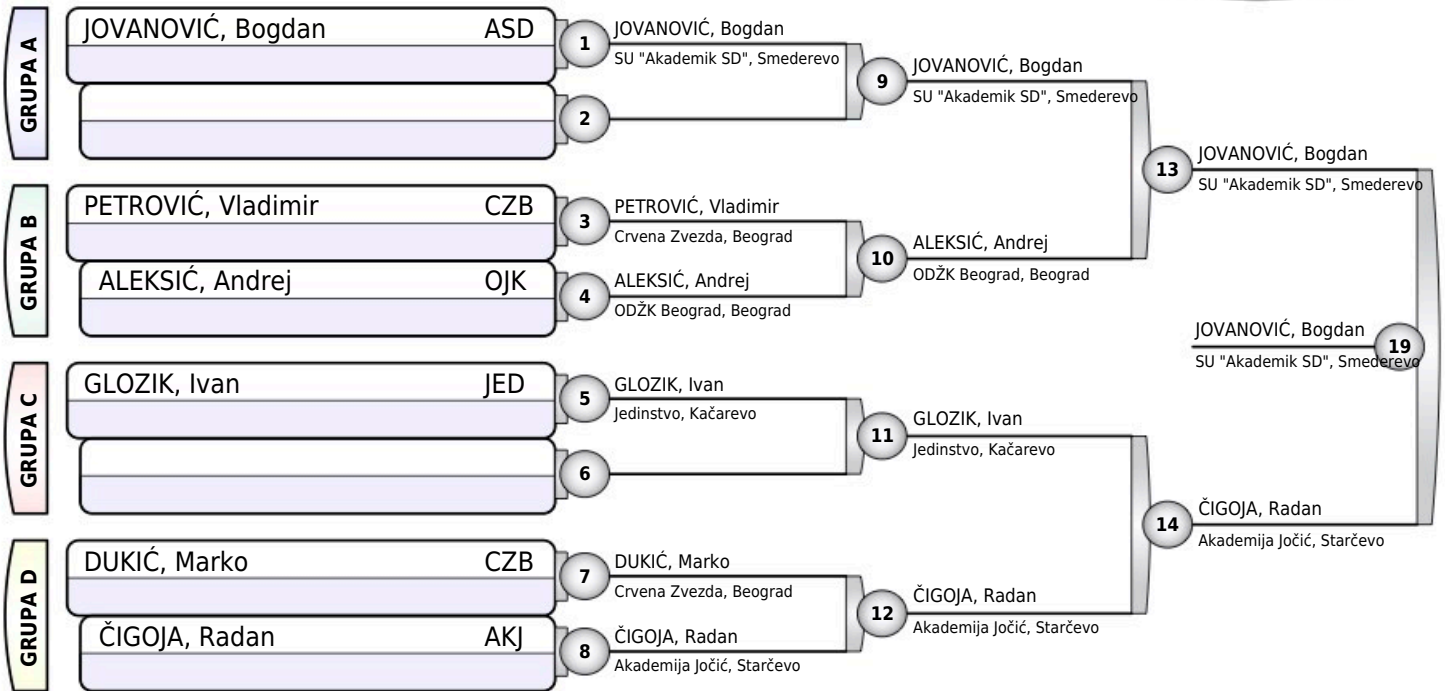 GRUPA A
JOVANOVIĆ, Bogdan ASD
1
JOVANOVIĆ, Bogdan
SU "Akademik SD", Smederevo
2
9
JOVANOVIĆ, Bogdan
SU "Akademik SD", Smederevo
13
JOVANOVIĆ, Bogdan
SU "Akademik SD", Smederevo
GRUPA B
PETROVIĆ, Vladimir CZB
3
PETROVIĆ, Vladimir
Crvena Zvezda, Beograd
ALEKSIĆ, Andrej OJK
4
ALEKSIĆ, Andrej
ODŽK Beograd, Beograd
10
ALEKSIĆ, Andrej
ODŽK Beograd, Beograd
JOVANOVIĆ, Bogdan
SU "Akademik SD", Smederevo
19
GRUPA C
GLOZIK, Ivan JED
5
GLOZIK, Ivan
Jedinstvo, Kačarevo
6
11
GLOZIK, Ivan
Jedinstvo, Kačarevo
14
ČIGOJA, Radan
Akademija Jočić, Starčevo
GRUPA D
DUKIĆ, Marko CZB
7
DUKIĆ, Marko
Crvena Zvezda, Beograd
ČIGOJA, Radan AKJ
8
ČIGOJA, Radan
Akademija Jočić, Starčevo
12
ČIGOJA, Radan
Akademija Jočić, Starčevo